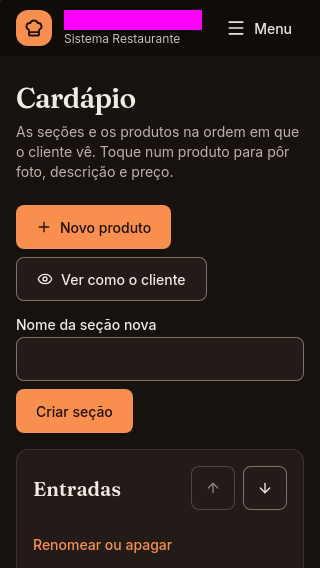 Sistema Restaurante
Menu
Cardápio
As seções e os produtos na ordem em que
o cliente vê. Toque num produto para pôr
foto, descrição e preço.
Novo produto
Ver como o cliente
Nome da seção nova
Criar seção
Entradas
Renomear ou apagar